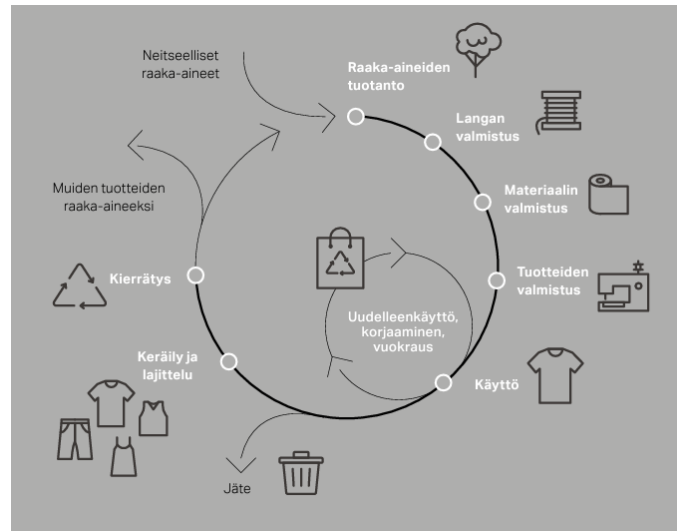 Neitseelliset
raaka-aineet
Raaka-aineiden
tuotanto
Langan
valmistus
Materiaalin
valmistus
Tuotteiden
valmistus
Käyttö
Uudelleenkäyttö,
korjaaminen,
vuokraus
Jäte
Keräily ja
lajittelu
Kierrätys
Muiden tuotteiden
raaka-aineeksi